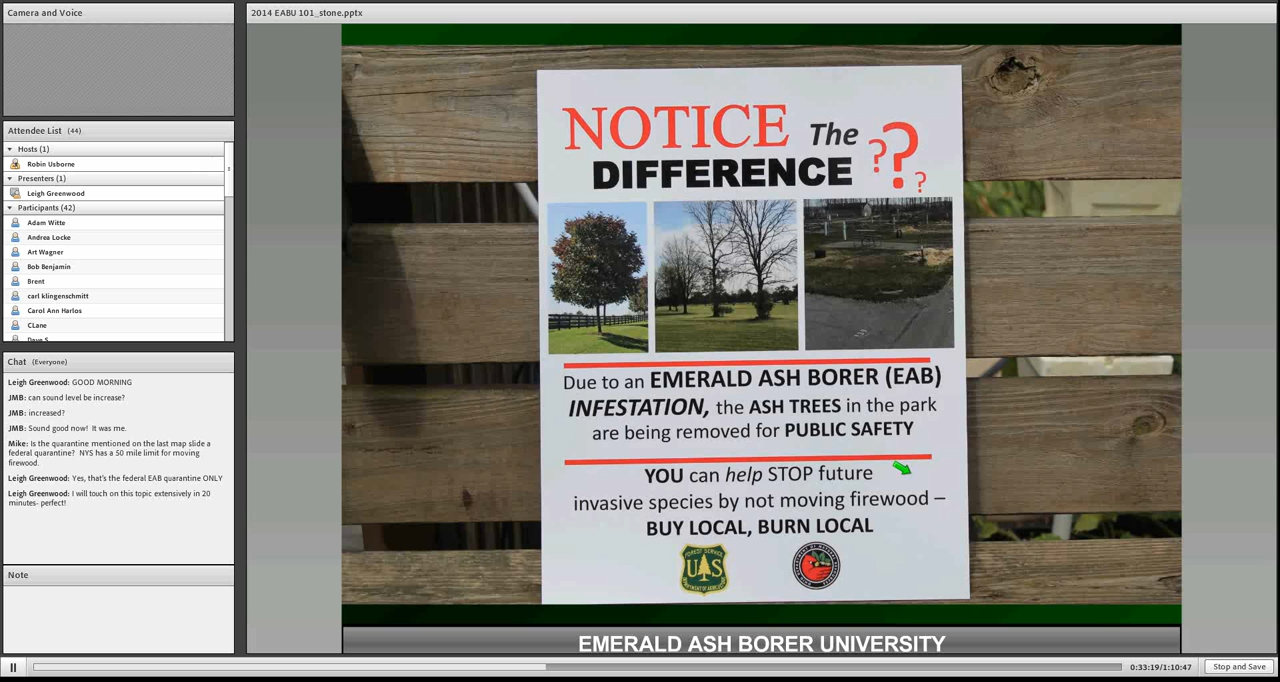 Camera and Voice
Attendee List (44)
Hosts (1)
Robin Usborne
Presenters (1)
Leigh Greenwood
Participants (42)
Adam Witte
Andrea Locke
Art Wagner
Bob Benjamin
Brent
carl klingenschmitt
Carol Ann Harlos
CLane
Dave S
Chat (Everyone)
Leigh Greenwood: GOOD MORNING
JMB: can sound level be increase?
JMB: increased?
JMB: Sound good now! It was me.
Mike: Is the quarantine mentioned on the last map slide a
federal quarantine? NYS has a 50 mile limit for moving
firewood.
Leigh Greenwood: Yes, that's the federal EAB quarantine ONLY
Leigh Greenwood: I will touch on this topic extensively in 20
minutes- perfect!
Note
2014 EABU 101_stone.pptx
NOTICE The ???
DIFFERENCE
Due to an EMERALD ASH BORER (EAB)
INFESTATION, the ASH TREES in the park
are being removed for PUBLIC SAFETY
YOU can help STOP future
invasive species by not moving firewood –
BUY LOCAL, BURN LOCAL
FOREST SERVICE
U S
DEPARTMENT OF AGRICULTURE
EMERALD ASH BORER UNIVERSITY
0:33:19/1:10:47
Stop and Save